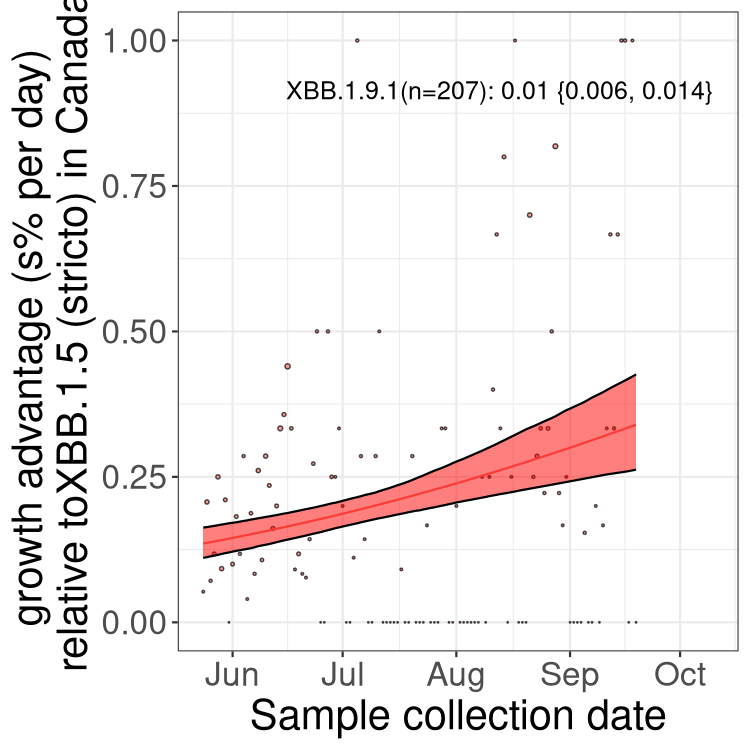 growth advantage (s% per day)
relative toXBB.1.5 (stricto) in Canada
1.00
0.75
0.50
0.25
0.00
XBB.1.9.1(n=207): 0.01 {0.006, 0.014}
Jun Jul Aug Sep Oct
Sample collection date